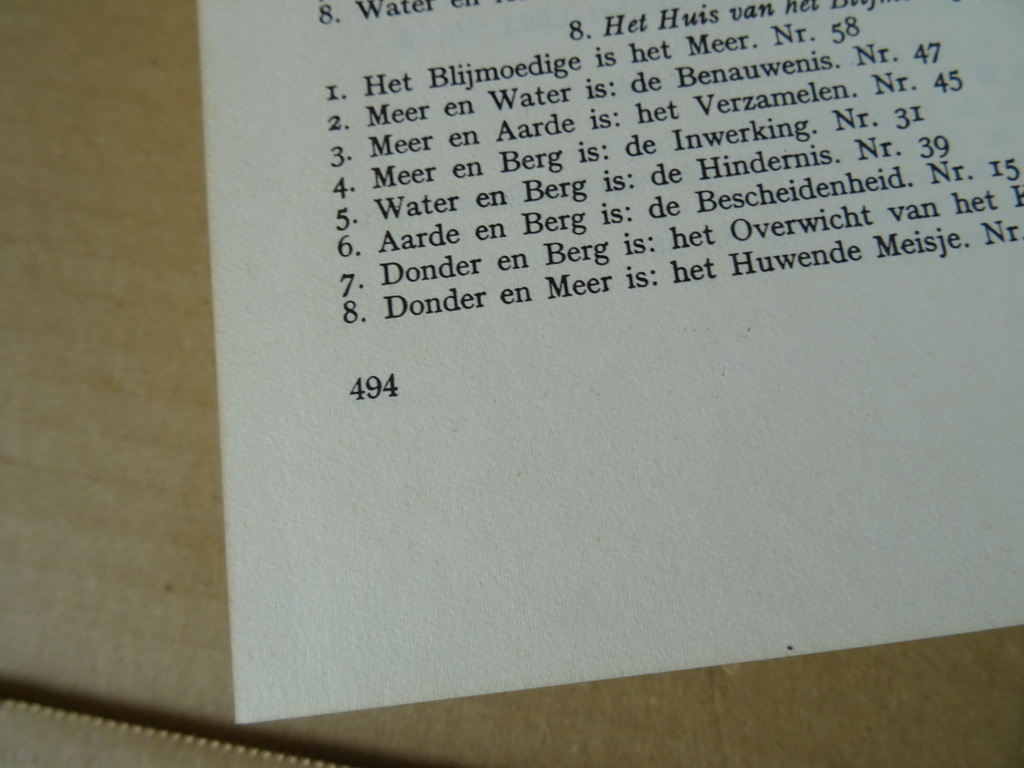 8. Water en
8. Het Huis van het
1. Het Blijmoedige is het Meer. Nr. 58
2. Meer en Water is: de Benauwenis. Nr. 47
3. Meer en Aarde is: het Verzamelen. Nr. 45
4. Meer en Berg is: de Inwerking. Nr. 31
5. Water en Berg is: de Hindernis. Nr. 39
6. Aarde en Berg is: de Bescheidenheid. Nr. 15
7. Donder en Berg is: het Overwicht van het
8. Donder en Meer is: het Huwende Meisje. Nr.
494